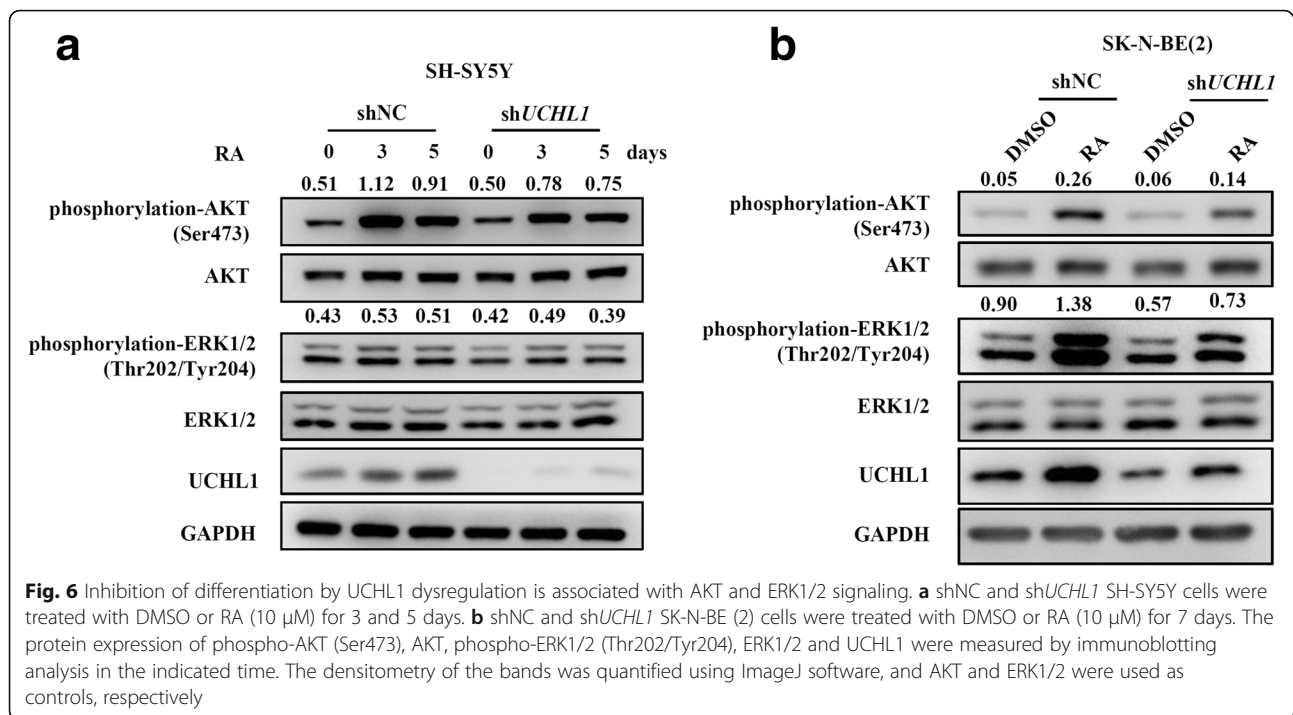 a
SH-SY5Y
shNC shUCHL1
RA 0 3 5 0 3 5 days
0.51 1.12 0.91 0.50 0.78 0.75
phosphorylation-AKT
(Ser473)
AKT
0.43 0.53 0.51 0.42 0.49 0.39
phosphorylation-ERK1/2
(Thr202/Tyr204)
ERK1/2
UCHL1
GAPDH
b
SK-N-BE(2)
shNC shUCHL1
DMSO RA DMSO RA
0.05 0.26 0.06 0.14
phosphorylation-AKT
(Ser473)
AKT
0.90 1.38 0.57 0.73
phosphorylation-ERK1/2
(Thr202/Tyr204)
ERK1/2
UCHL1
GAPDH
Fig. 6 Inhibition of differentiation by UCHL1 dysregulation is associated with AKT and ERK1/2 signaling. a shNC and shUCHL1 SH-SY5Y cells were
treated with DMSO or RA (10 μM) for 3 and 5 days. b shNC and shUCHL1 SK-N-BE (2) cells were treated with DMSO or RA (10 μM) for 7 days. The
protein expression of phospho-AKT (Ser473), AKT, phospho-ERK1/2 (Thr202/Tyr204), ERK1/2 and UCHL1 were measured by immunoblotting
analysis in the indicated time. The densitometry of the bands was quantified using ImageJ software, and AKT and ERK1/2 were used as
controls, respectively